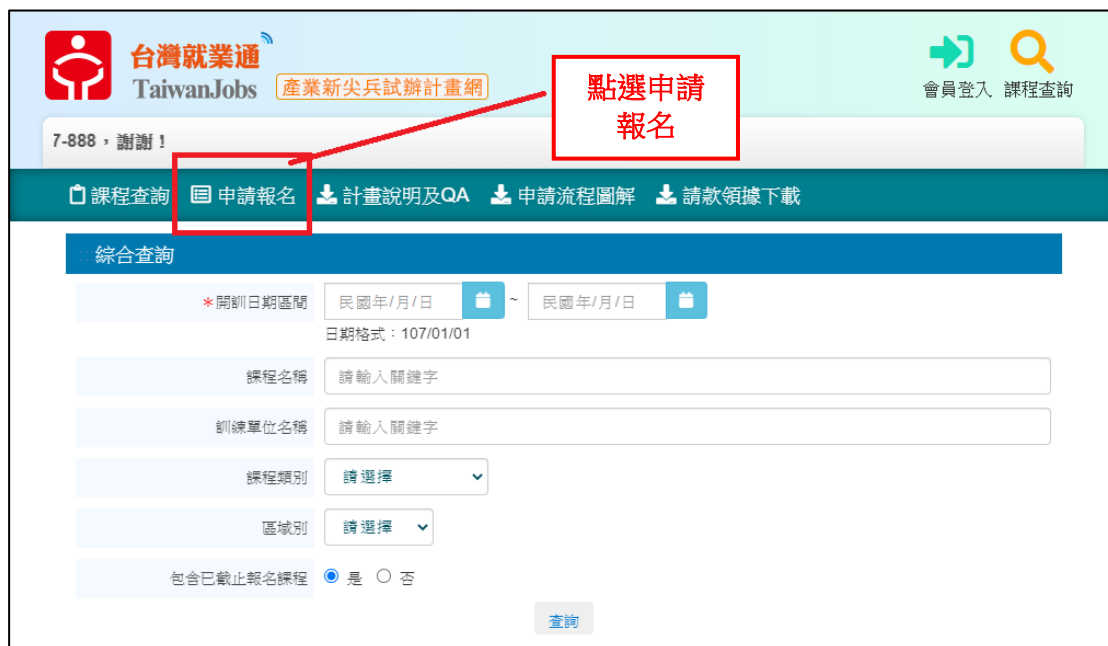 台灣就業通
TaiwanJobs 產業新尖兵試辦計畫網
點選申請
報名
會員登入 課程查詢
7-888，謝謝！
課程查詢 申請報名 計畫說明及QA 申請流程圖解 請款領據下載
:::綜合查詢
*開訓日期區間 民國年/月/日 ~ 民國年/月/日
日期格式：107/01/01
課程名稱 請輸入關鍵字
訓練單位名稱 請輸入關鍵字
課程類別 請選擇
區域別 請選擇
包含已截止報名課程 是 否
查詢